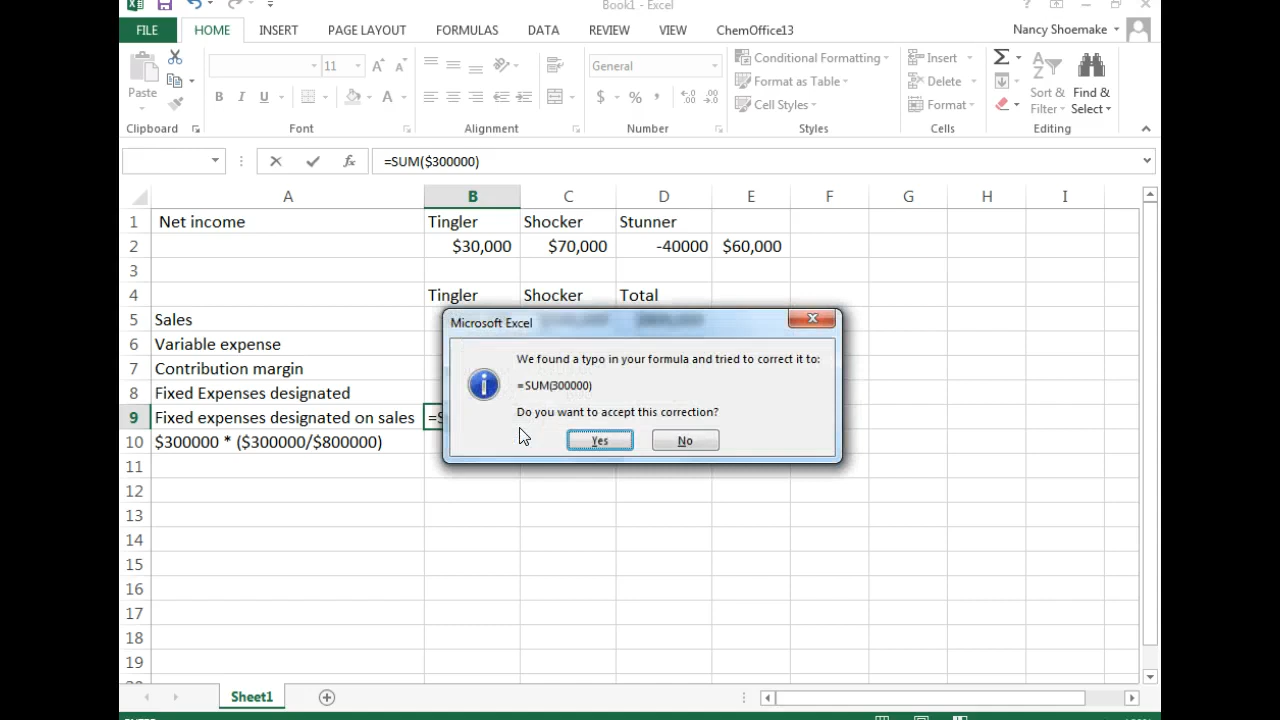 Book1 - Excel
FILE HOME INSERT PAGE LAYOUT FORMULAS DATA REVIEW VIEW ChemOffice13 Nancy Shoemake
Paste
11
B I U A
General
$ % ,
Conditional Formatting
Format as Table
Cell Styles
Insert
Delete
Format
Sort & Filter
Find & Select
Clipboard Font Alignment Number Styles Cells Editing
fx =SUM($300000)
A B C D E F G H I
1 Net income Tingler Shocker Stunner
2 $30,000 $70,000 -40000 $60,000
3
4 Tingler Shocker Total
5 Sales
6 Variable expense
7 Contribution margin
8 Fixed Expenses designated
9 Fixed expenses designated on sales
10 $300000 * ($300000/$800000)
11
12
13
14
15
16
17
18
19
Microsoft Excel
We found a typo in your formula and tried to correct it to:
=SUM(300000)
Do you want to accept this correction?
Yes No
Sheet1